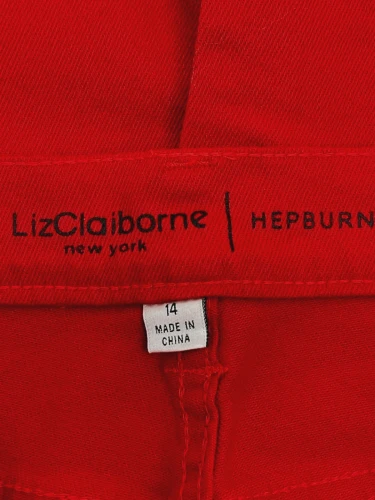 LizClaiborne | HEPBURN
new york
14
MADE IN
CHINA